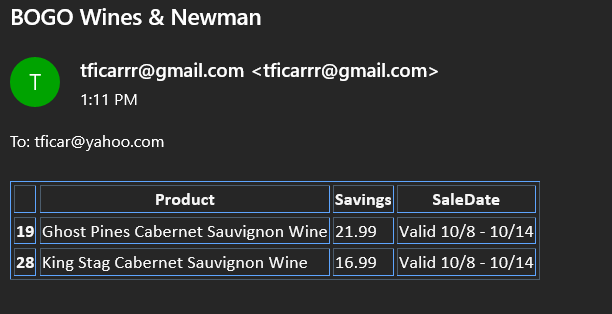 BOGO Wines & Newman
T
tficarrr@gmail.com <tficarrr@gmail.com>
1:11 PM
To: tficar@yahoo.com
Product Savings SaleDate
19 Ghost Pines Cabernet Sauvignon Wine 21.99 Valid 10/8 - 10/14
28 King Stag Cabernet Sauvignon Wine 16.99 Valid 10/8 - 10/14